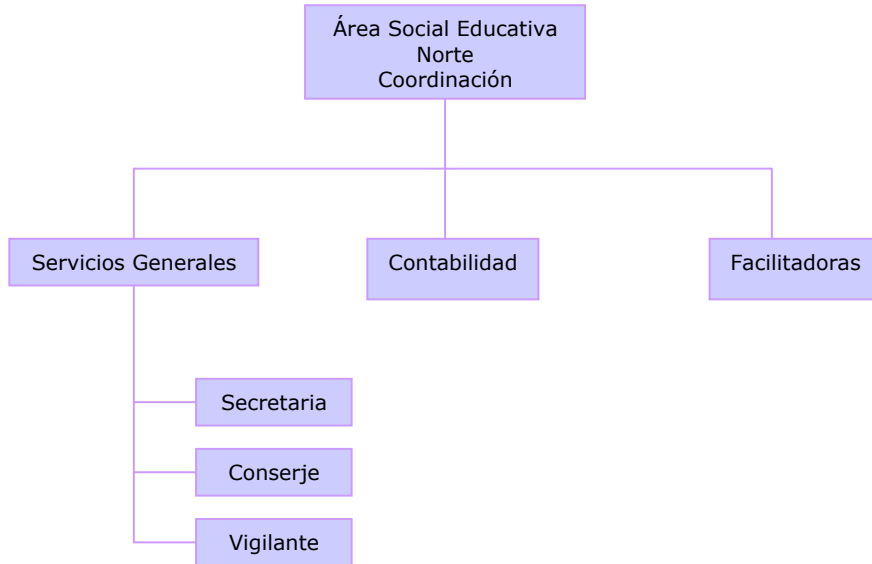 Área Social Educativa
Norte
Coordinación
Servicios Generales
Contabilidad
Facilitadoras
Secretaria
Conserje
Vigilante